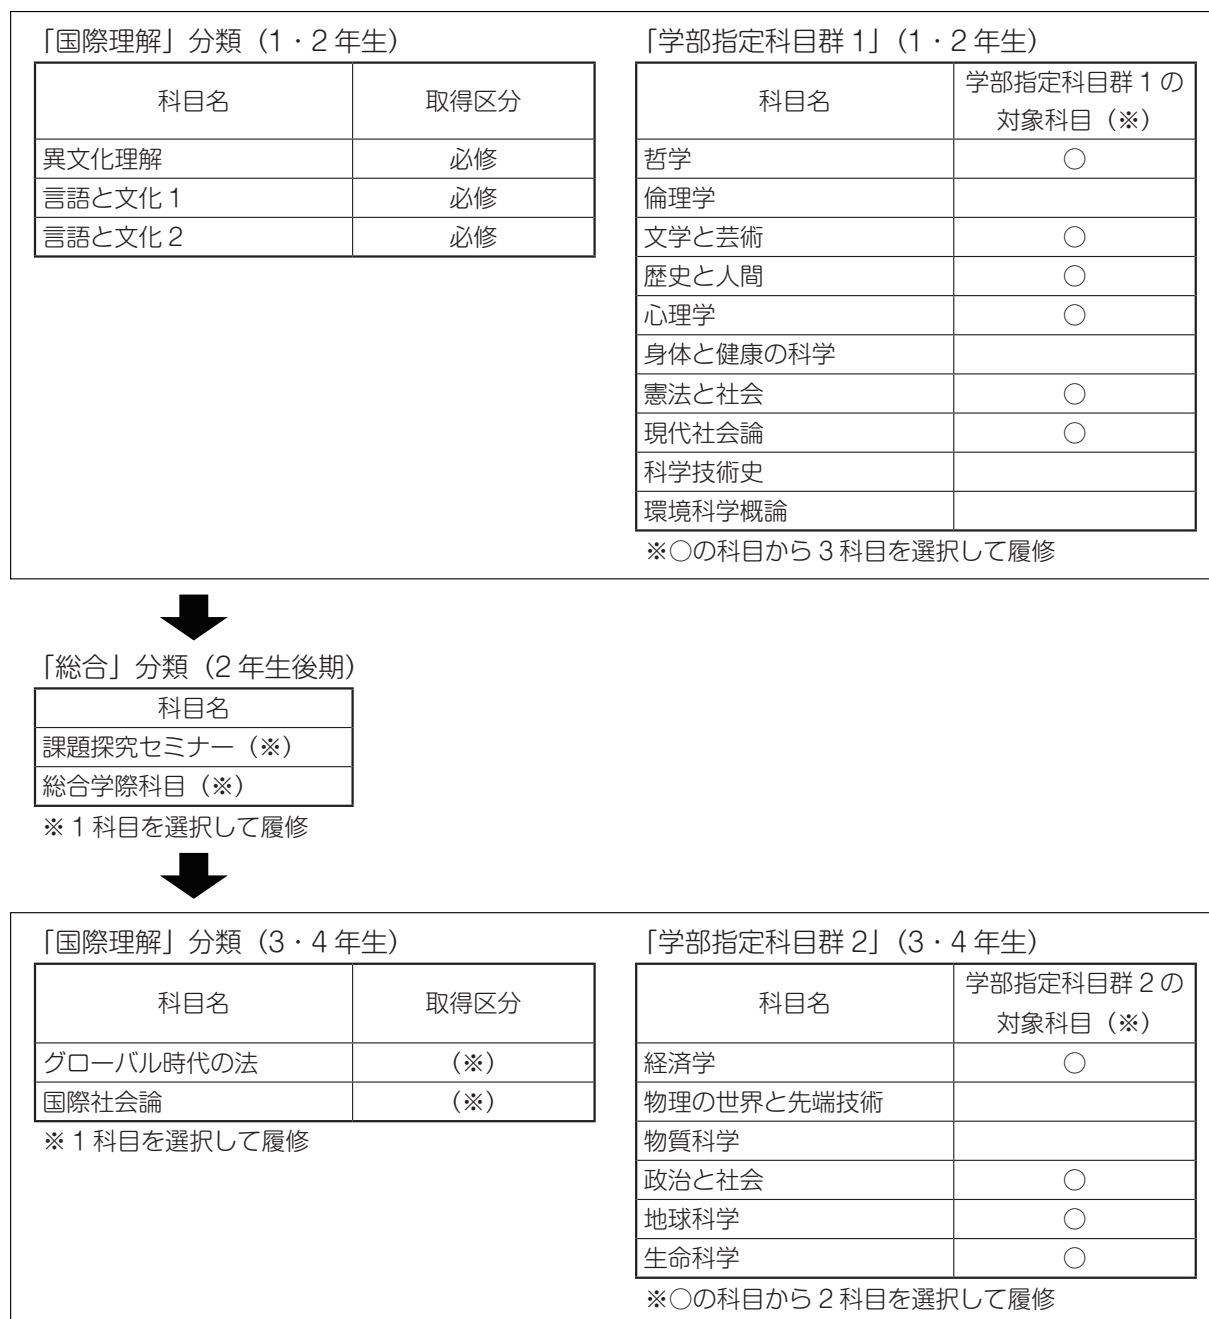 「国際理解」分類（1・2年生）
科目名 取得区分
異文化理解 必修
言語と文化1 必修
言語と文化2 必修
「学部指定科目群1」（1・2年生）
科目名 学部指定科目群1の
対象科目（※）
哲学 ○
倫理学
文学と芸術 ○
歴史と人間 ○
心理学 ○
身体と健康の科学
憲法と社会 ○
現代社会論 ○
科学技術史
環境科学概論
※○の科目から3科目を選択して履修
「総合」分類（2年生後期）
科目名
課題探究セミナー（※）
総合学際科目（※）
※1科目を選択して履修
「国際理解」分類（3・4年生）
科目名 取得区分
グローバル時代の法 （※）
国際社会論 （※）
※1科目を選択して履修
「学部指定科目群2」（3・4年生）
科目名 学部指定科目群2の
対象科目（※）
経済学 ○
物理の世界と先端技術
物質科学
政治と社会 ○
地球科学 ○
生命科学 ○
※○の科目から2科目を選択して履修